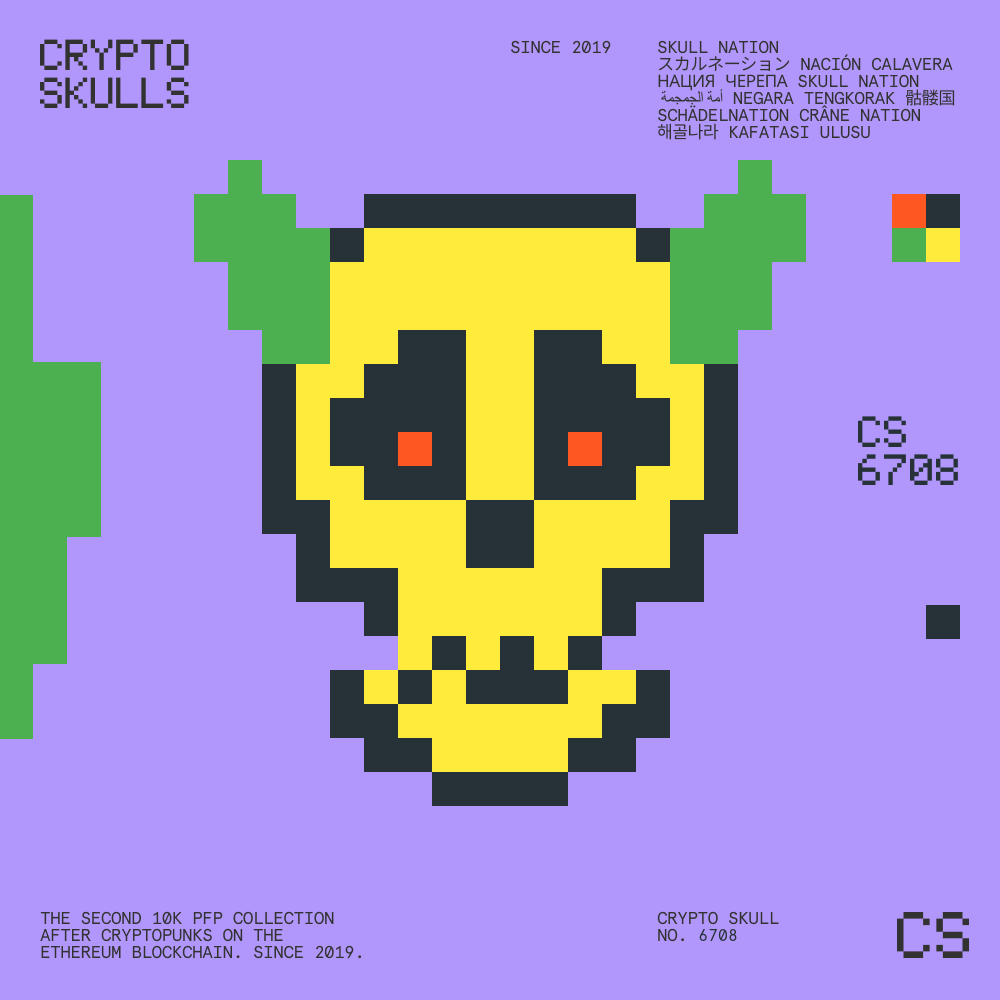 CRYPTO
SKULLS
SINCE 2019
SKULL NATION
スカルネーション NACIÓN CALAVERA
НАЦИЯ ЧЕРЕПА SKULL NATION
أمة الجمجمة NEGARA TENGKORAK 骷髅国
SCHÄDELNATION CRÂNE NATION
해골나라 KAFATASI ULUSU
CS
6708
THE SECOND 10K PFP COLLECTION
AFTER CRYPTOPUNKS ON THE
ETHEREUM BLOCKCHAIN. SINCE 2019.
CRYPTO SKULL
NO. 6708
CS